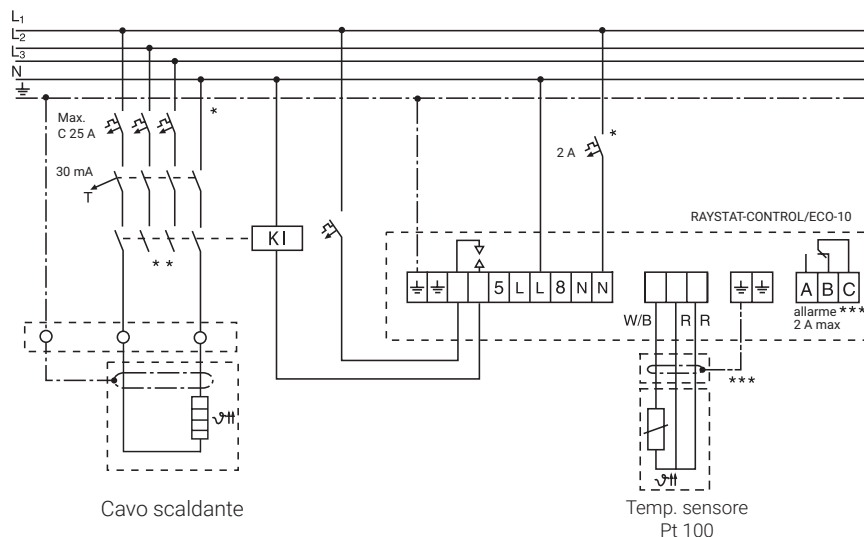 L1
L2
L3
N
Max.
C 25 A
*
30 mA
T
* *
KI
2 A
*
RAYSTAT-CONTROL/ECO-10
5 L L 8 N N
A B C
allarme ***
2 A max
W/B R R
***
ϑ
ϑ
Cavo scaldante
Temp. sensore
Pt 100